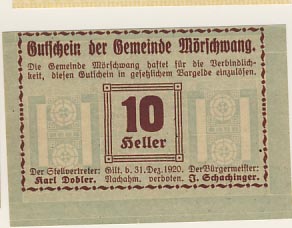 Gutschein der Gemeinde Mörschwang.
Die Gemeinde Mörschwang haftet für die Verbindlich-
keit, diesen Gutschein in gesetzlichem Bargelde einzulösen.
10
Heller
Der Stellvertreter: Gilt b. 31. Dez. 1920. Der Bürgermeister:
Karl Dobler. Nachahm. verboten. J. Schachinger.